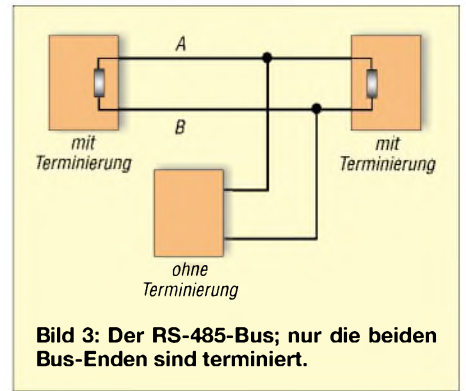 A
B
mit
Terminierung
mit
Terminierung
ohne
Terminierung
Bild 3: Der RS-485-Bus; nur die beiden
Bus-Enden sind terminiert.